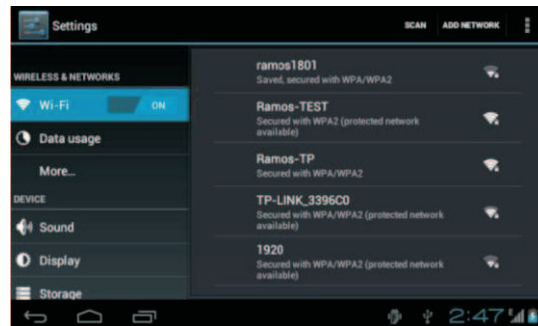 Settings
SCAN
ADD NETWORK
WIRELESS & NETWORKS
Wi-Fi
ON
Data usage
More...
DEVICE
Sound
Display
Storage
ramos1801
Saved, secured with WPA/WPA2
Ramos-TEST
Secured with WPA2 (protected network
available)
Ramos-TP
Secured with WPA/WPA2
TP-LINK_3396C0
Secured with WPA/WPA2 (protected network
available)
1920
Secured with WPA/WPA2 (protected network
available)
2:47